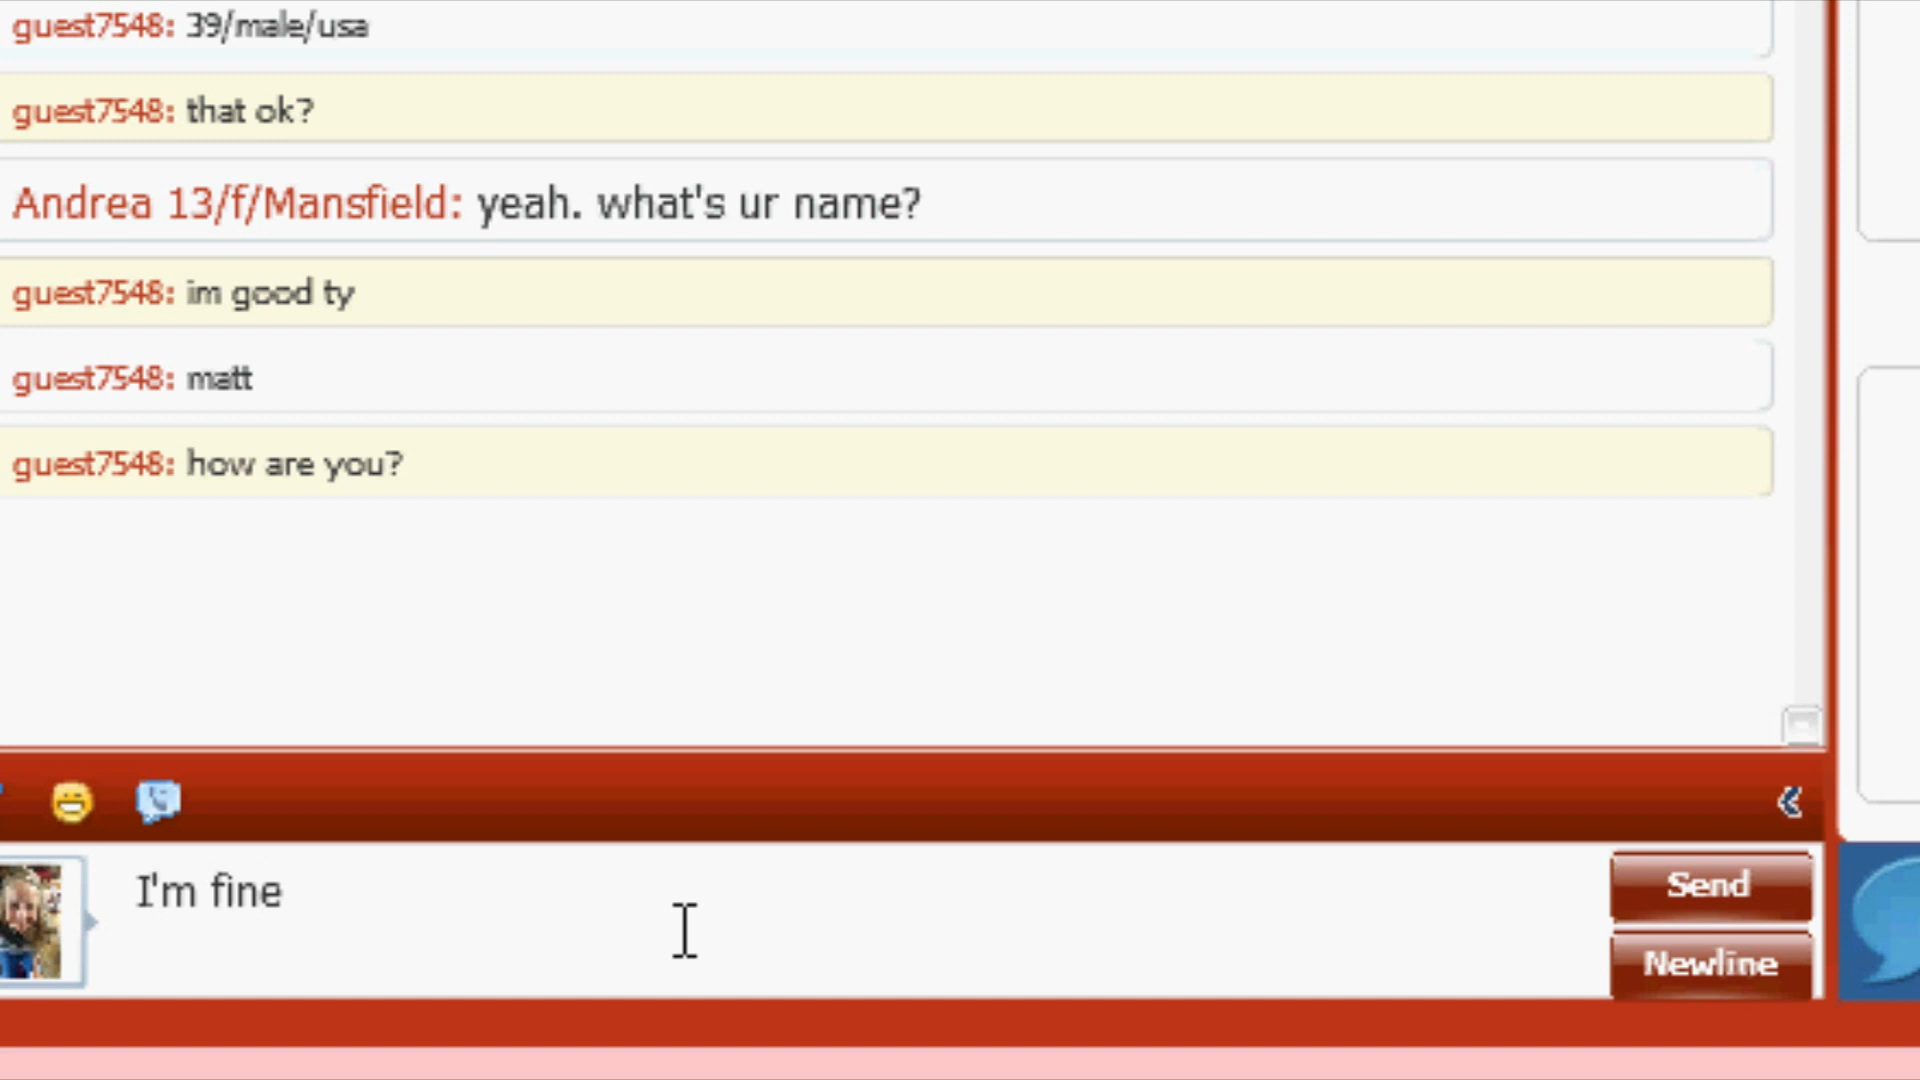 guest7548: 39/male/usa
guest7548: that ok?
Andrea 13/f/Mansfield: yeah. what's ur name?
guest7548: im good ty
guest7548: matt
guest7548: how are you?
I'm fine
Send
Newline